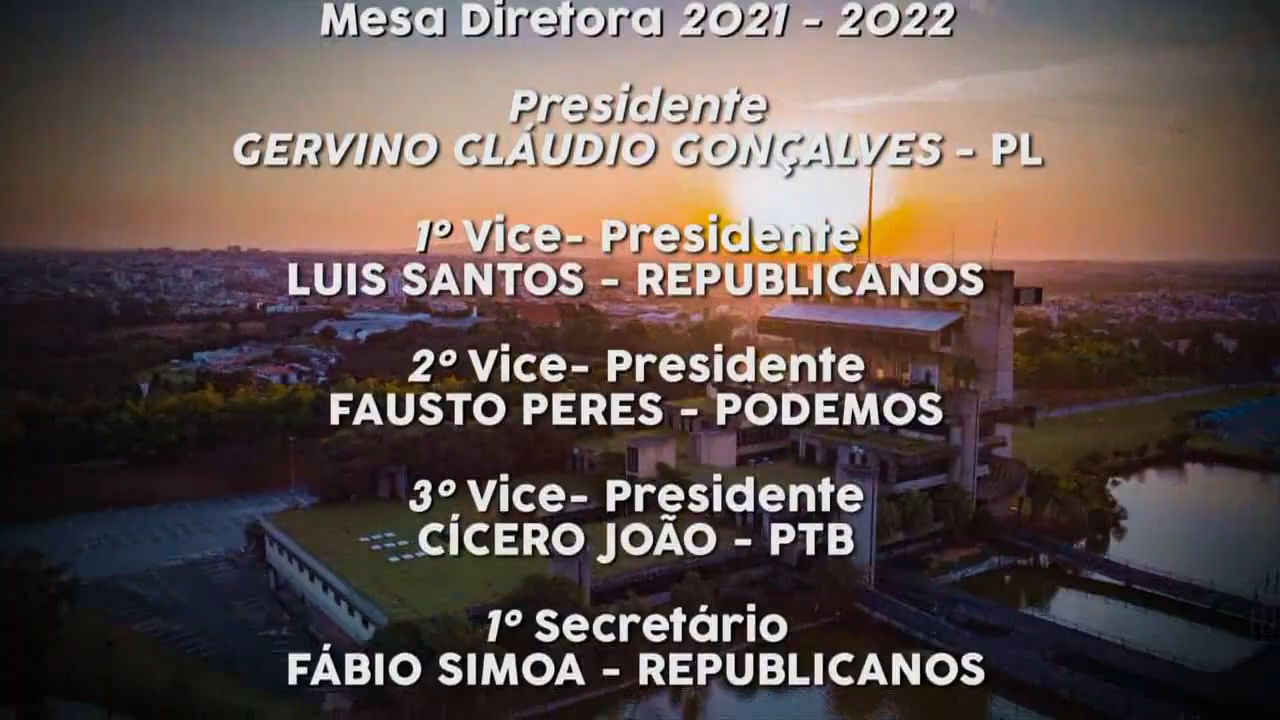 Mesa Diretora 2021 - 2022
Presidente
GERVINO CLÁUDIO GONÇALVES - PL
1º Vice- Presidente
LUIS SANTOS - REPUBLICANOS
2º Vice- Presidente
FAUSTO PERES - PODEMOS
3º Vice- Presidente
CÍCERO JOÃO - PTB
1º Secretário
FÁBIO SIMOA - REPUBLICANOS